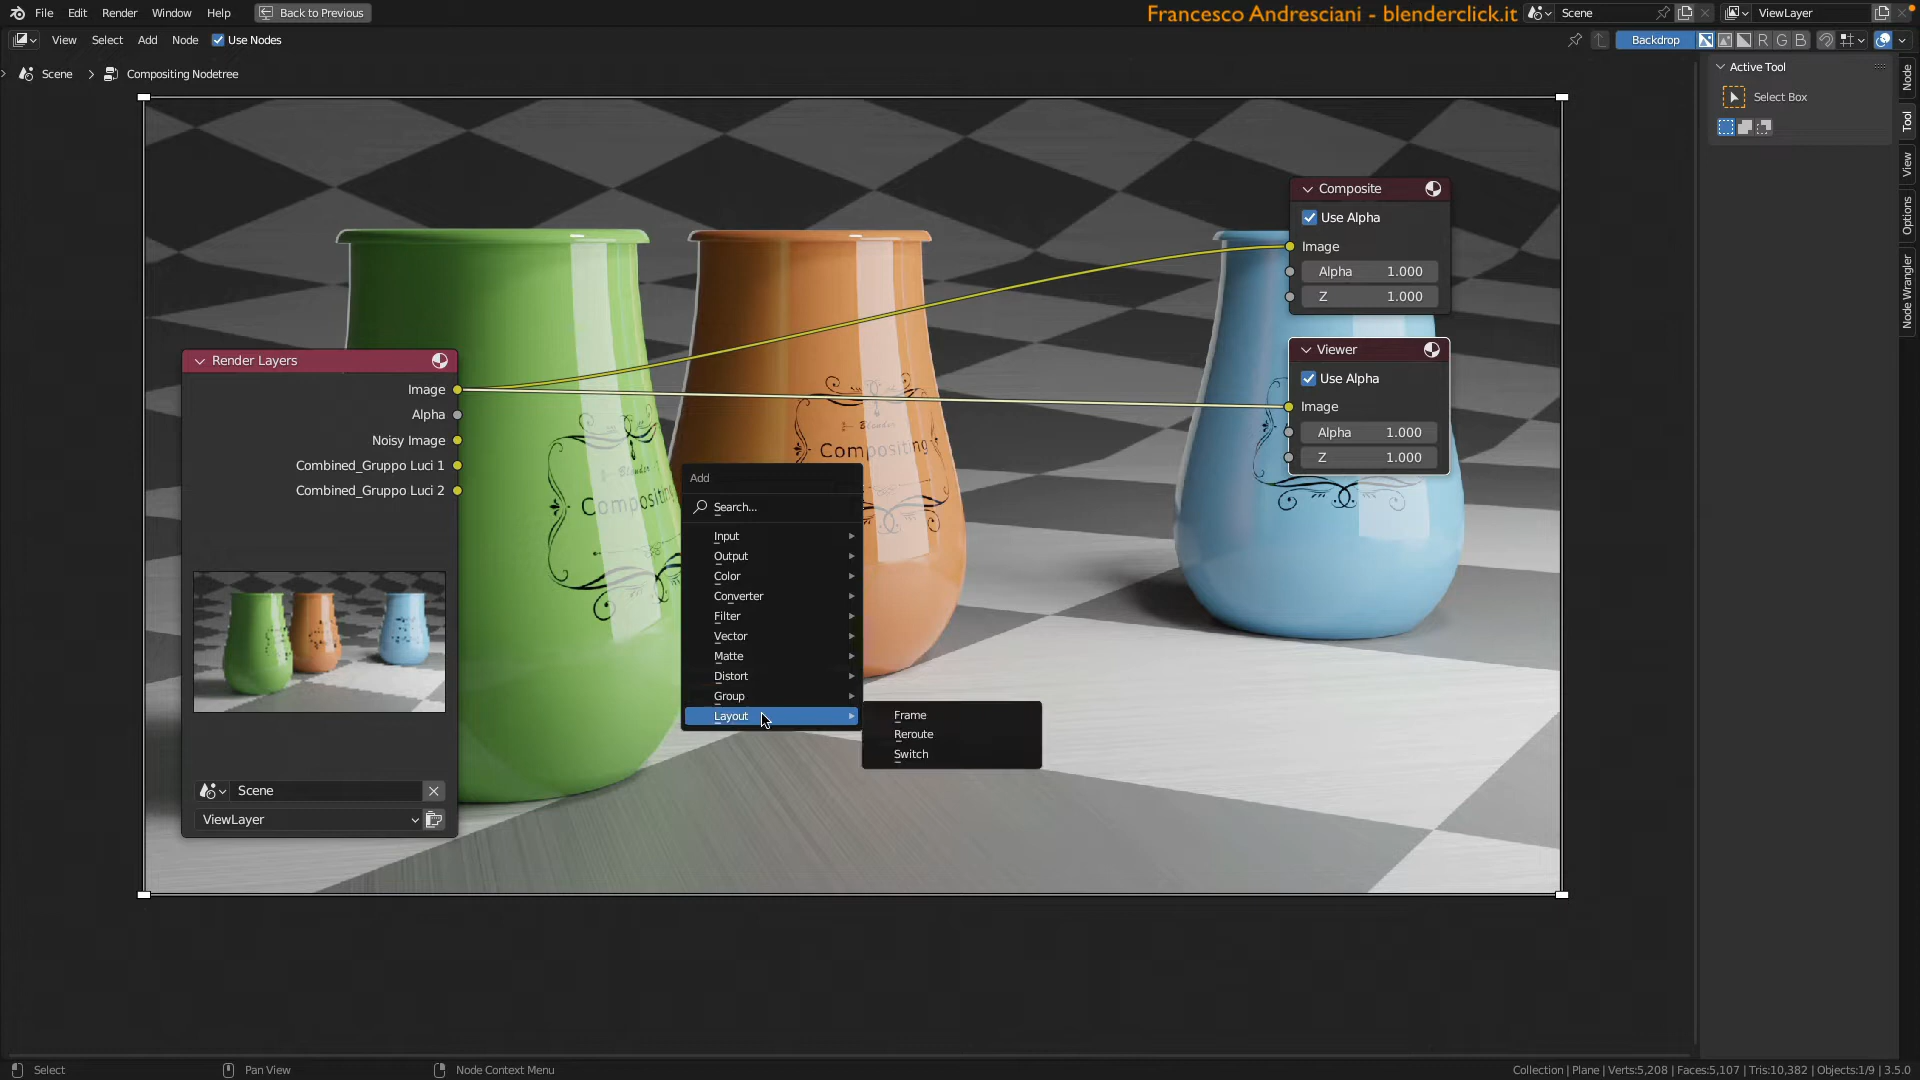 File Edit Render Window Help Back to Previous
Francesco Andresciani - blenderclick.it
Scene ViewLayer
View Select Add Node Use Nodes Backdrop R G B
Scene Compositing Nodetree
Active Tool
Select Box
Node
Tool
View
Options
Node Wrangler
Composite
Use Alpha
Image
Alpha 1.000
Z 1.000
Viewer
Use Alpha
Image
Alpha 1.000
Z 1.000
Render Layers
Image
Alpha
Noisy Image
Combined_Gruppo Luci 1
Combined_Gruppo Luci 2
Scene
ViewLayer
Blender
Compositing
Blender
Compositing
Add
Search...
Input
Output
Color
Converter
Filter
Vector
Matte
Distort
Group
Layout
Frame
Reroute
Switch
Select Pan View Node Context Menu Collection | Plane | Verts:5,208 | Faces:5,107 | Tris:10,382 | Objects:1/9 | 3.5.0